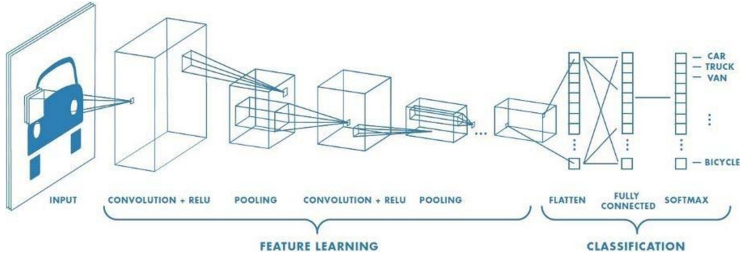 CAR
TRUCK
VAN
BICYCLE
INPUT
CONVOLUTION + RELU
POOLING
CONVOLUTION + RELU
POOLING
FLATTEN
FULLY
CONNECTED
SOFTMAX
FEATURE LEARNING
CLASSIFICATION